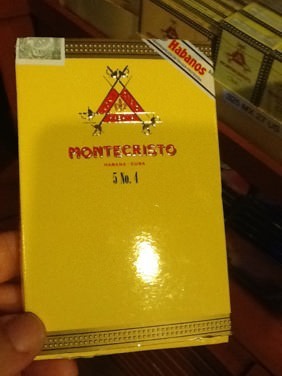 Habanos
MONTECRISTO
HABANA - CUBA
5 No. 4